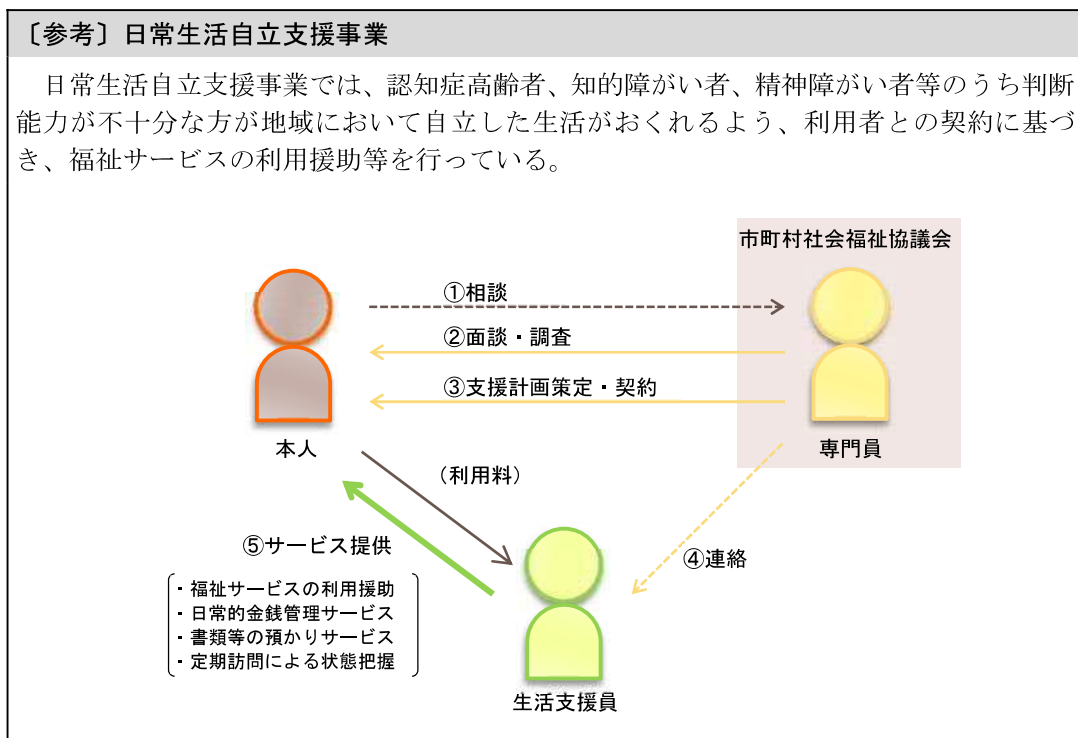 〔参考〕日常生活自立支援事業
日常生活自立支援事業では、認知症高齢者、知的障がい者、精神障がい者等のうち判断
能力が不十分な方が地域において自立した生活がおくれるよう、利用者との契約に基づ
き、福祉サービスの利用援助等を行っている。
市町村社会福祉協議会
①相談
②面談・調査
③支援計画策定・契約
本人
専門員
(利用料)
⑤サービス提供
④連絡
・福祉サービスの利用援助
・日常的金銭管理サービス
・書類等の預かりサービス
・定期訪問による状態把握
生活支援員